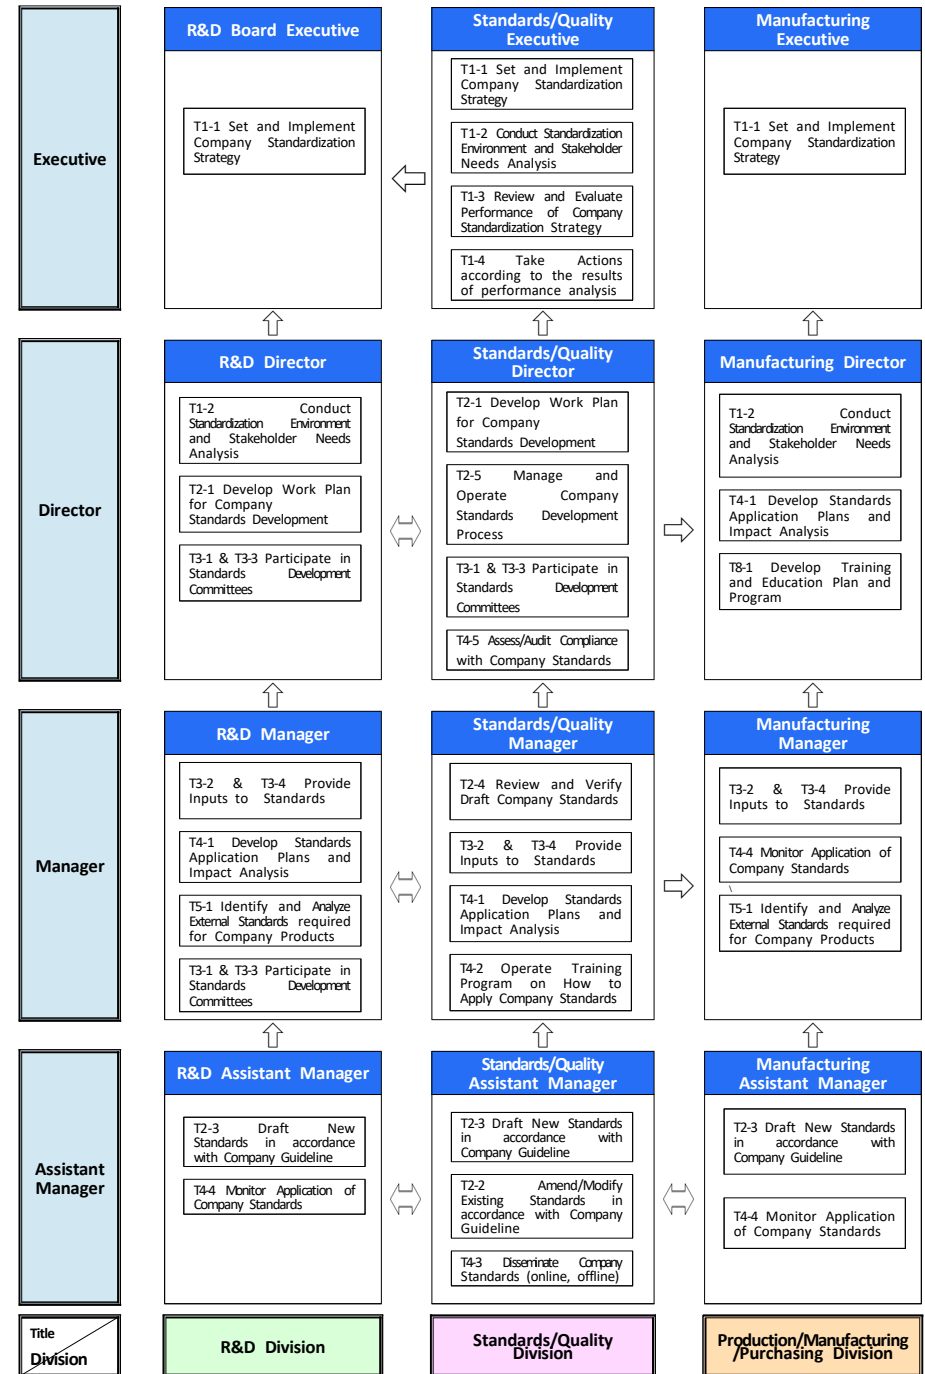 R&D Board Executive
Standards/Quality
Executive
Manufacturing
Executive
Executive
T1-1 Set and Implement
Company Standardization
Strategy
T1-1 Set and Implement
Company Standardization
Strategy
T1-2 Conduct Standardization
Environment and Stakeholder
Needs Analysis
T1-3 Review and Evaluate
Performance of Company
Standardization Strategy
T1-4 Take Actions
according to the results
of performance analysis
T1-1 Set and Implement
Company Standardization
Strategy
R&D Director
Standards/Quality
Director
Manufacturing Director
Director
T1-2 Conduct
Standardization Environment
and Stakeholder Needs
Analysis
T2-1 Develop Work Plan
for Company
Standards Development
T3-1 & T3-3 Participate in
Standards Development
Committees
T2-1 Develop Work Plan
for Company
Standards Development
T2-5 Manage and
Operate Company
Standards Development
Process
T3-1 & T3-3 Participate in
Standards Development
Committees
T4-5 Assess/Audit Compliance
with Company Standards
T1-2 Conduct
Standardization Environment
and Stakeholder Needs
Analysis
T4-1 Develop Standards
Application Plans and
Impact Analysis
T8-1 Develop Training
and Education Plan and
Program
R&D Manager
Standards/Quality
Manager
Manufacturing
Manager
Manager
T3-2 & T3-4 Provide
Inputs to Standards
T4-1 Develop Standards
Application Plans and
Impact Analysis
T5-1 Identify and Analyze
External Standards required
for Company Products
T3-1 & T3-3 Participate in
Standards Development
Committees
T2-4 Review and Verify
Draft Company Standards
T3-2 & T3-4 Provide
Inputs to Standards
T4-1 Develop Standards
Application Plans and
Impact Analysis
T4-2 Operate Training
Program on How to
Apply Company Standards
T3-2 & T3-4 Provide
Inputs to Standards
T4-4 Monitor Application of
Company Standards
\
T5-1 Identify and Analyze
External Standards required
for Company Products
R&D Assistant Manager
Standards/Quality
Assistant Manager
Manufacturing
Assistant Manager
Assistant
Manager
T2-3 Draft New
Standards in accordance
with Company Guideline
T4-4 Monitor Application of
Company Standards
T2-3 Draft New Standards
in accordance with
Company Guideline
T2-2 Amend/Modify
Existing Standards in
accordance with Company
Guideline
T4-3 Disseminate Company
Standards (online, offline)
T2-3 Draft New Standards
in accordance with
Company Guideline
T4-4 Monitor Application
of Company Standards
Title
Division
R&D Division
Standards/Quality
Division
Production/Manufacturing
/Purchasing Division